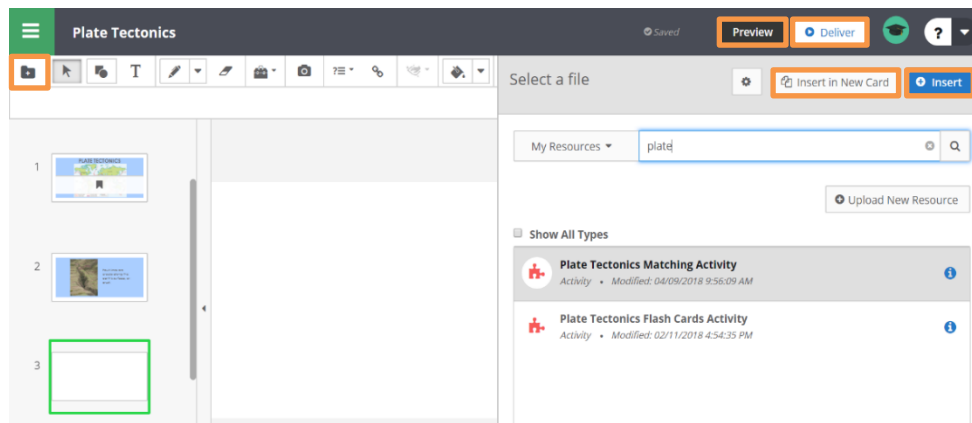 Plate Tectonics
Saved
Preview
Deliver
?
T
?
Select a file
Insert in New Card
Insert
My Resources
plate
Upload New Resource
Show All Types
1
PLATE TECTONICS
Plate Tectonics Matching Activity
Activity • Modified: 04/09/2018 9:56:09 AM
2
Plate Tectonics Flash Cards Activity
Activity • Modified: 02/11/2018 4:54:35 PM
3